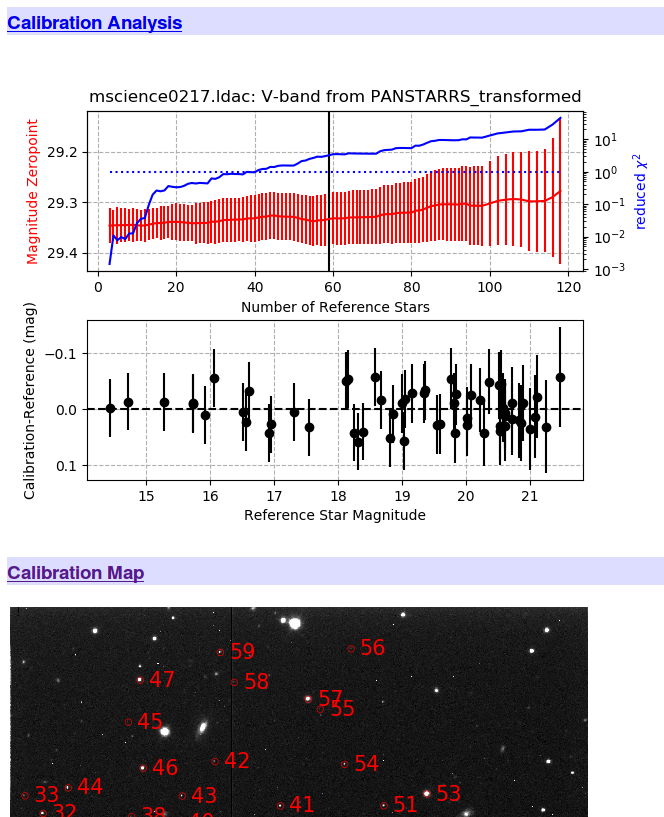 Calibration Analysis
mscience0217.ldac: V-band from PANSTARRS_transformed
Magnitude Zeropoint
29.2
29.3
29.4
10¹
10⁰
10⁻¹
10⁻²
10⁻³
reduced χ²
0 20 40 60 80 100 120
Number of Reference Stars
Calibration-Reference (mag)
−0.1
0.0
0.1
15 16 17 18 19 20 21
Reference Star Magnitude
Calibration Map
59 56
47 58
57
55
45
42 54
46
44 53
33 43
41 51
32